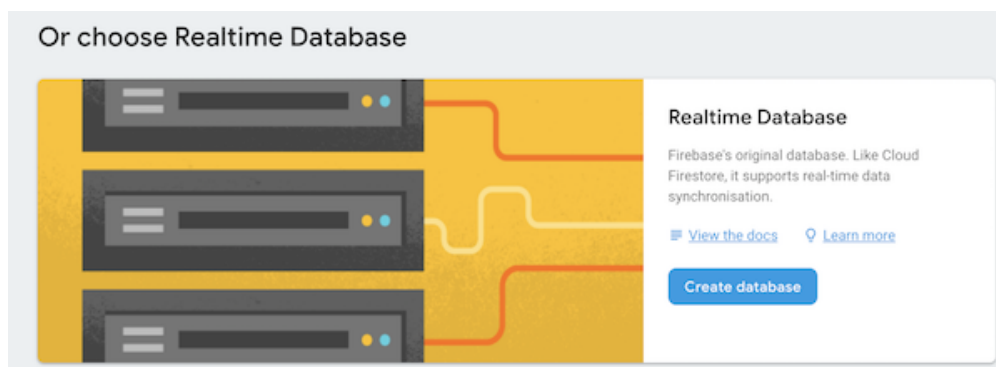 Or choose Realtime Database
Realtime Database
Firebase's original database. Like Cloud
Firestore, it supports real-time data
synchronisation.
View the docs Learn more
Create database